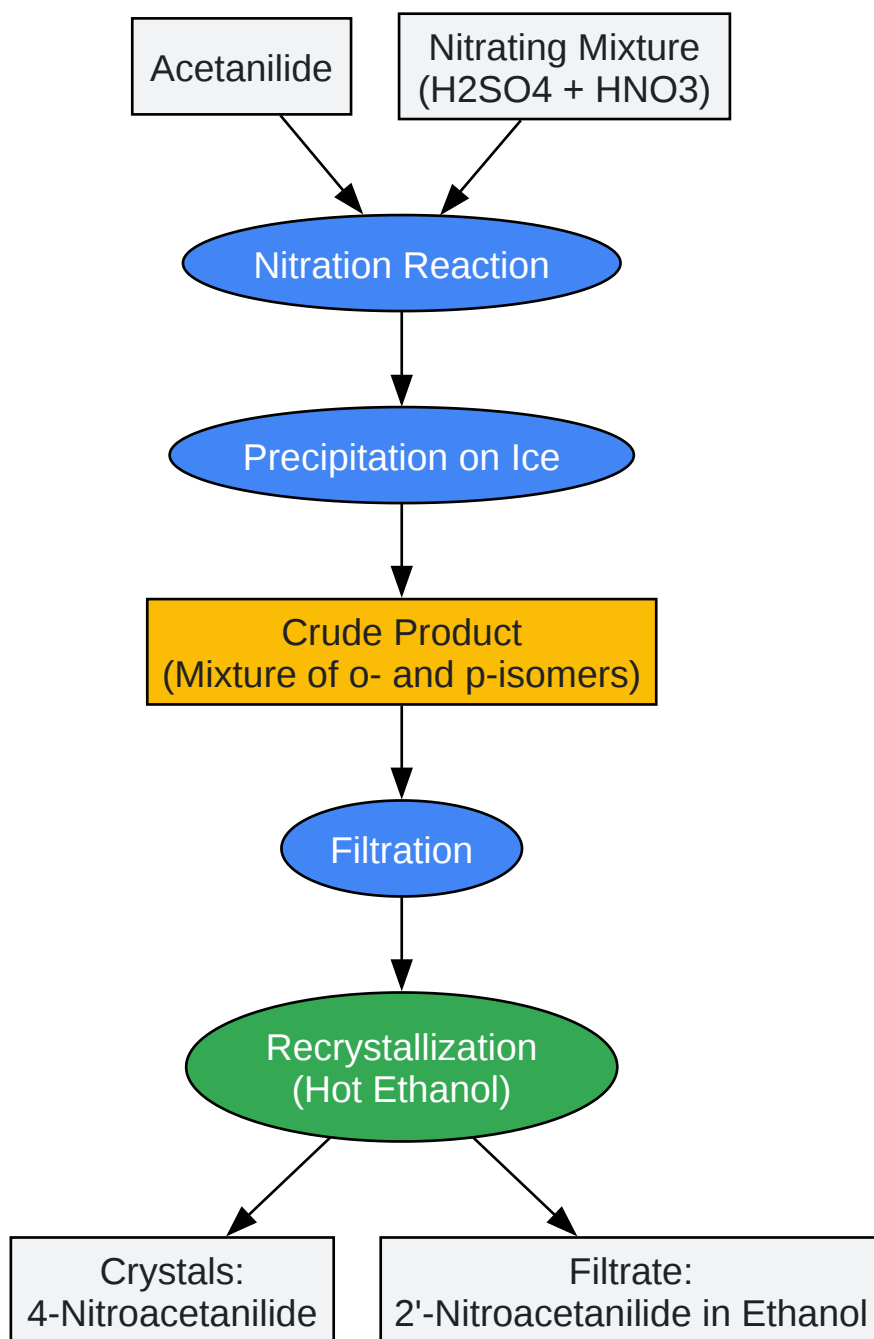 Acetanilide
Nitrating Mixture
(H2SO4 + HNO3)
Nitration Reaction
Precipitation on Ice
Crude Product
(Mixture of o- and p-isomers)
Filtration
Recrystallization
(Hot Ethanol)
Crystals:
4-Nitroacetanilide
Filtrate:
2'-Nitroacetanilide in Ethanol